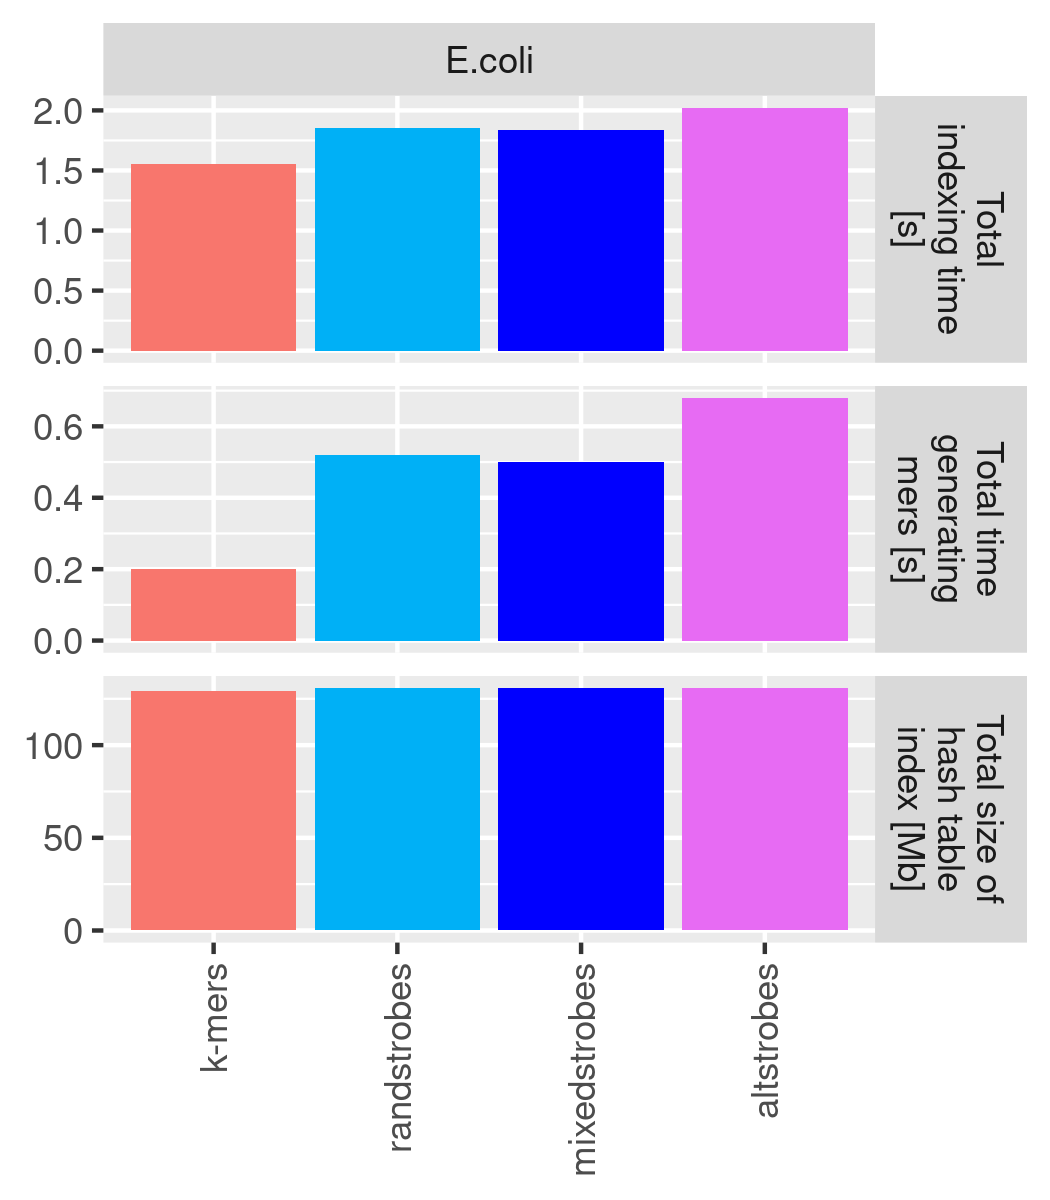 E.coli
2.0
1.5
1.0
0.5
0.0
Total
indexing time
[s]
0.6
0.4
0.2
0.0
Total time
generating
mers [s]
100
50
0
Total size of
hash table
index [Mb]
k-mers
randstrobes
mixedstrobes
altstrobes